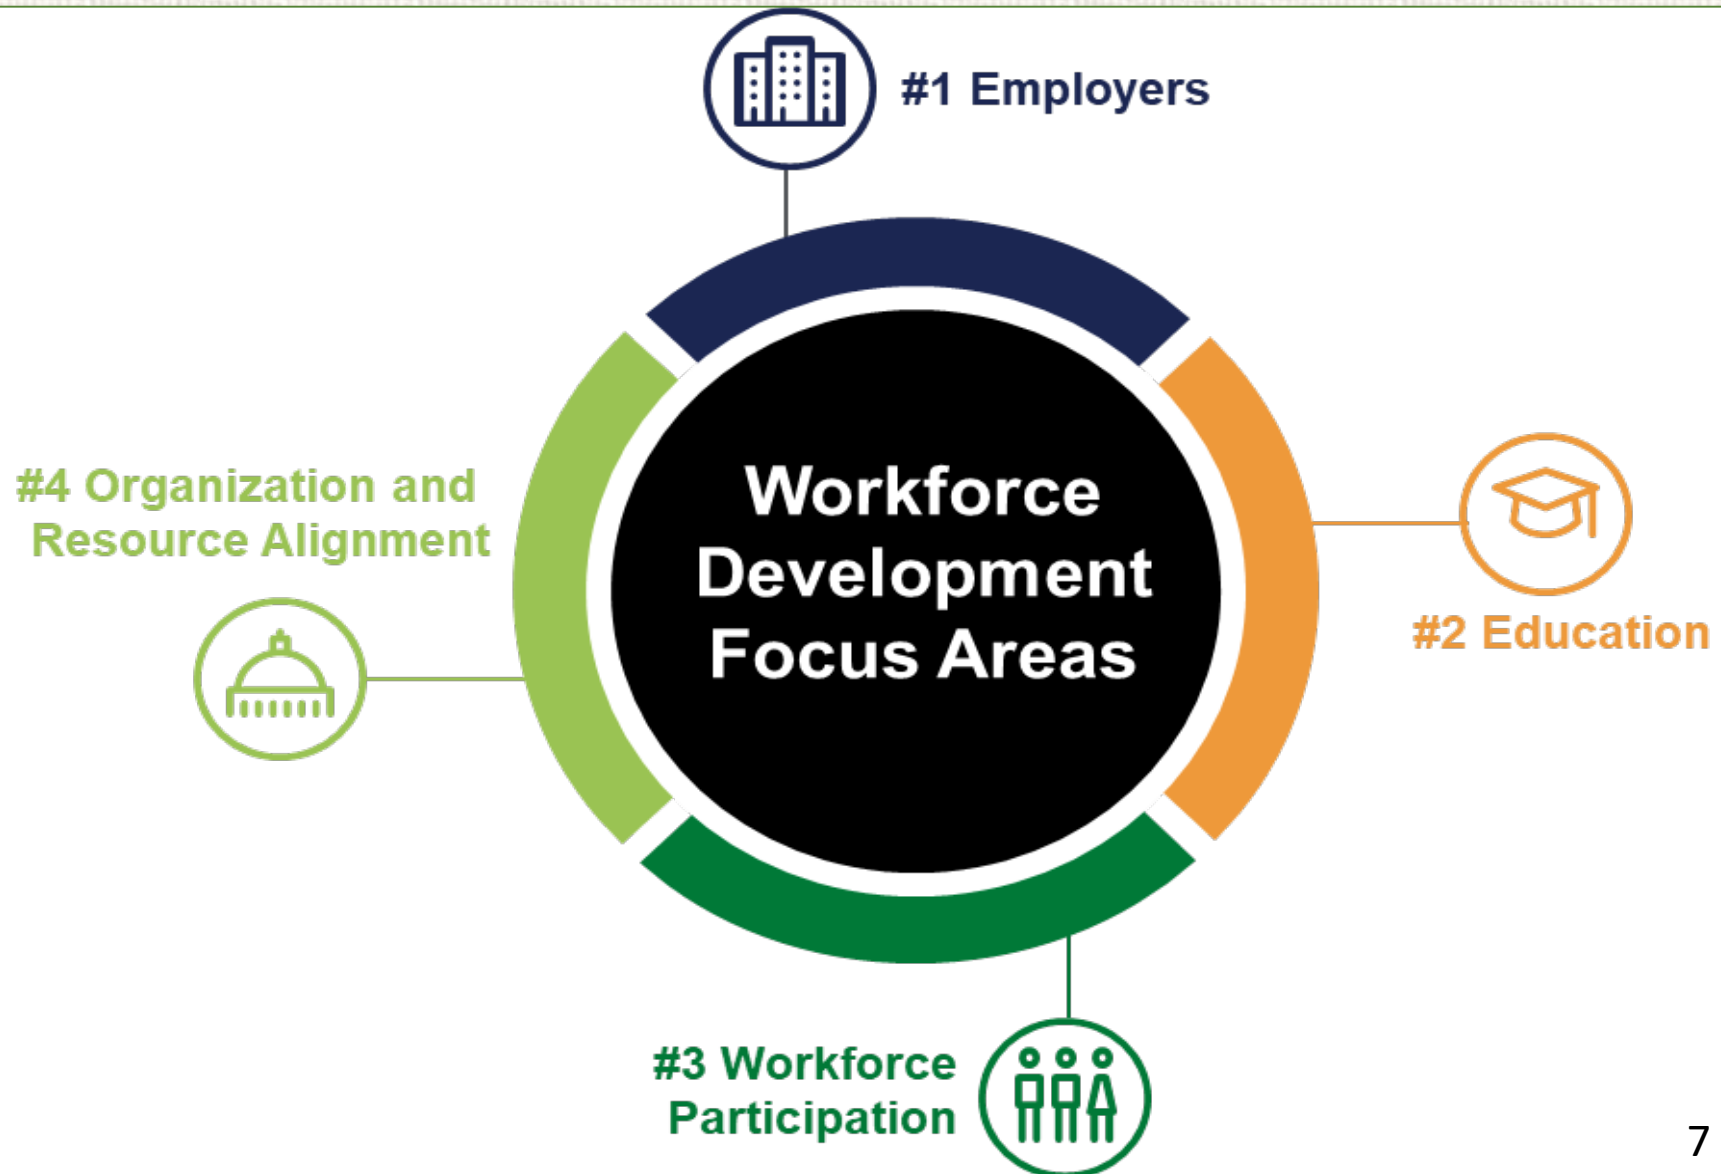 #1 Employers
Workforce
Development
Focus Areas
#2 Education
#3 Workforce
Participation
#4 Organization and
Resource Alignment
7